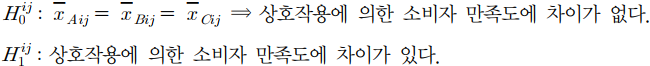 H₀^{ij} : x̄_{Aij} = x̄_{Bij} = x̄_{Cij} ⟹ 상호작용에 의한 소비자 만족도에 차이가 없다.
H₁^{ij} : 상호작용에 의한 소비자 만족도에 차이가 있다.